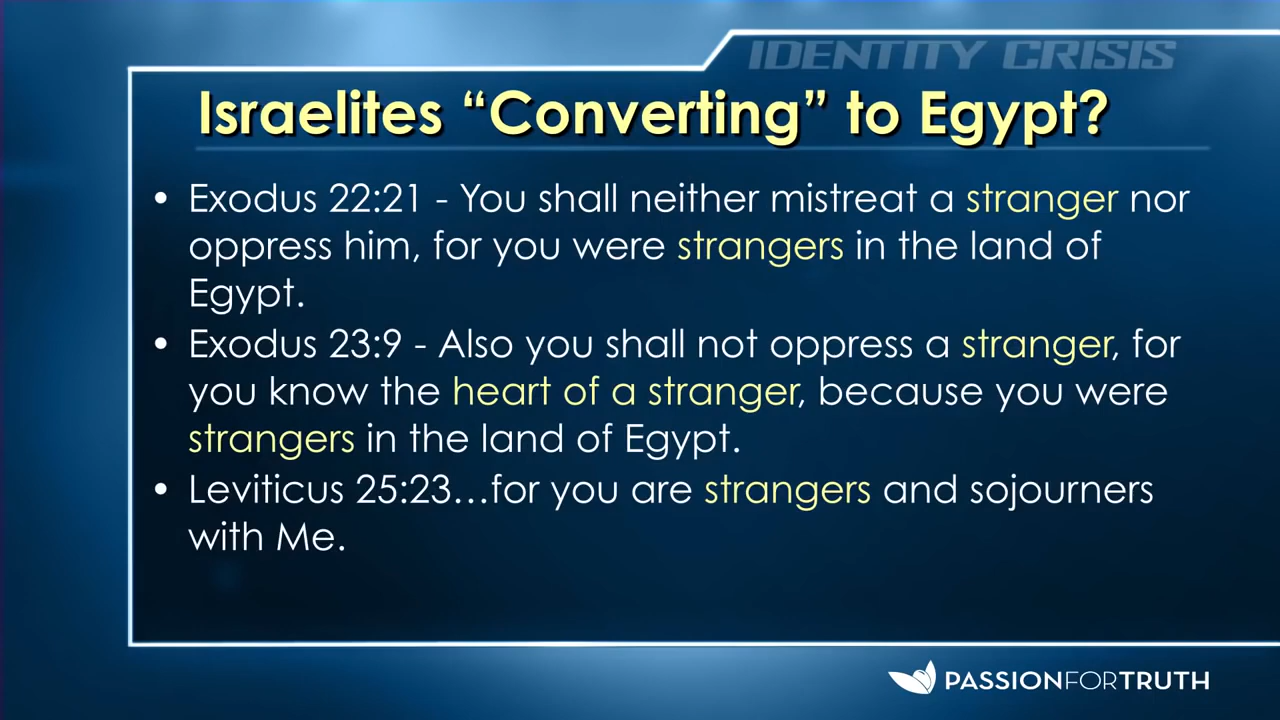 IDENTITY CRISIS
Israelites “Converting” to Egypt?
• Exodus 22:21 - You shall neither mistreat a stranger nor
oppress him, for you were strangers in the land of
Egypt.
• Exodus 23:9 - Also you shall not oppress a stranger, for
you know the heart of a stranger, because you were
strangers in the land of Egypt.
• Leviticus 25:23...for you are strangers and sojourners
with Me.
PASSIONFORTRUTH